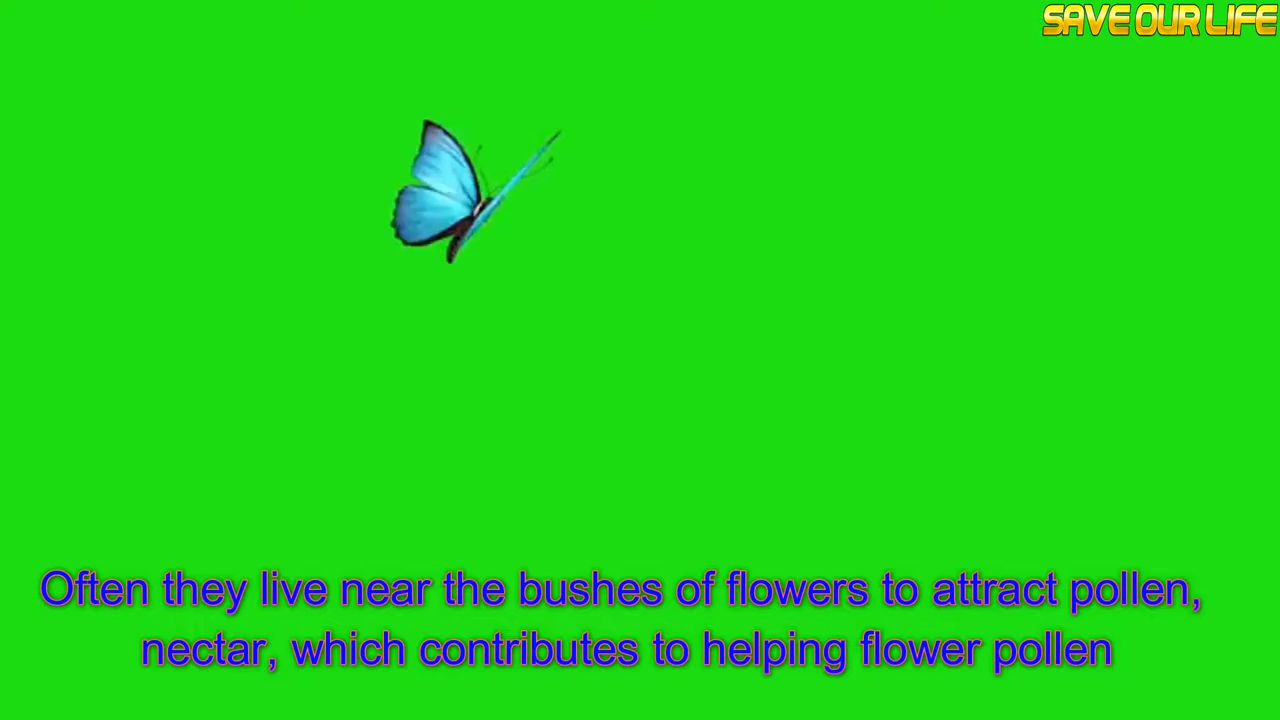 SAVE OUR LIFE
Often they live near the bushes of flowers to attract pollen,
nectar, which contributes to helping flower pollen